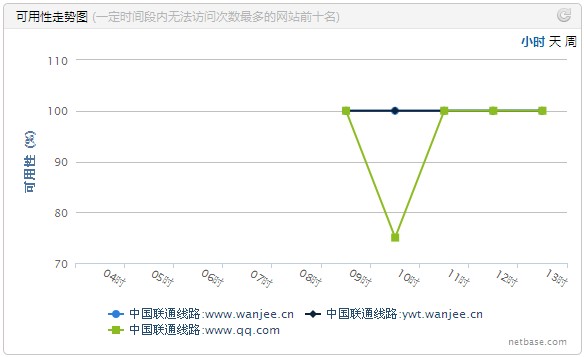 可用性走势图 (一定时间段内无法访问次数最多的网站前十名)
小时 天 周
110
100
90
80
70
可用性 (%)
04时 05时 06时 07时 08时 09时 10时 11时 12时 13时
中国联通线路:www.wanjee.cn 中国联通线路:ywt.wanjee.cn
中国联通线路:www.qq.com
netbase.com